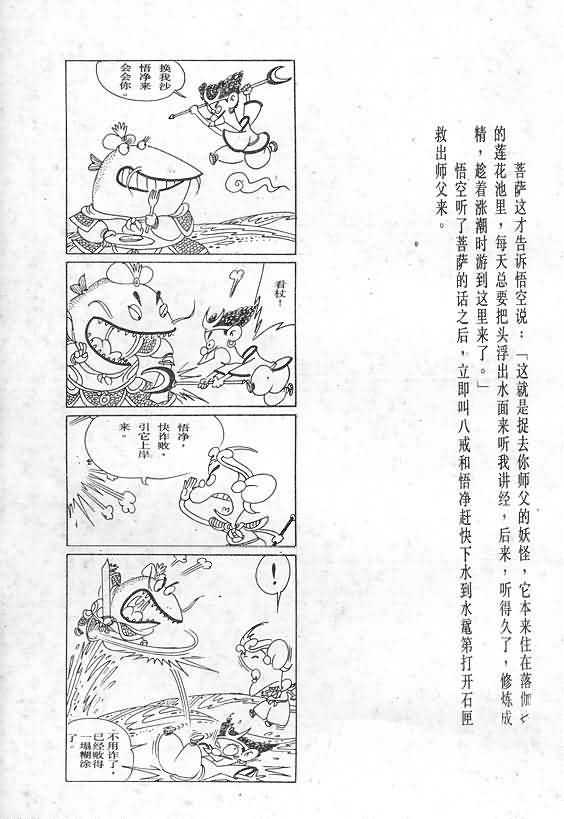 菩萨这才告诉悟空说：「这就是捉去你师父的妖怪，它本来住在落伽
的莲花池里，每天总要把头浮出水面来听我讲经，后来，听得久了，修炼成
精，趁着涨潮时游到这里来了。」
悟空听了菩萨的话之后，立即叫八戒和悟净赶快下水到水鼋第打开石匣
救出师父来。
换我沙
悟净来
会会你。
看杖！
悟净，
快诈败，
引它上岸
来。
！
不用诈了，
已经败得
一塌糊涂
了。